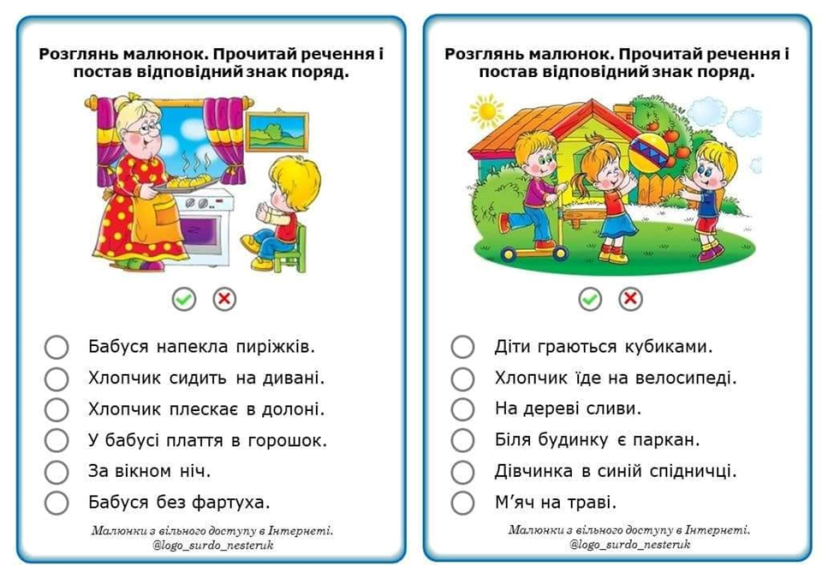 Розглянь малюнок. Прочитай речення і
постав відповідний знак поряд.
Бабуся напекла пиріжків.
Хлопчик сидить на дивані.
Хлопчик плескає в долоні.
У бабусі плаття в горошок.
За вікном ніч.
Бабуся без фартуха.
Малюнки з вільного доступу в Інтернеті.
@logo_surdo_nesteruk
Розглянь малюнок. Прочитай речення і
постав відповідний знак поряд.
Діти граються кубиками.
Хлопчик їде на велосипеді.
На дереві сливи.
Біля будинку є паркан.
Дівчинка в синій спідничці.
М’яч на траві.
Малюнки з вільного доступу в Інтернеті.
@logo_surdo_nesteruk